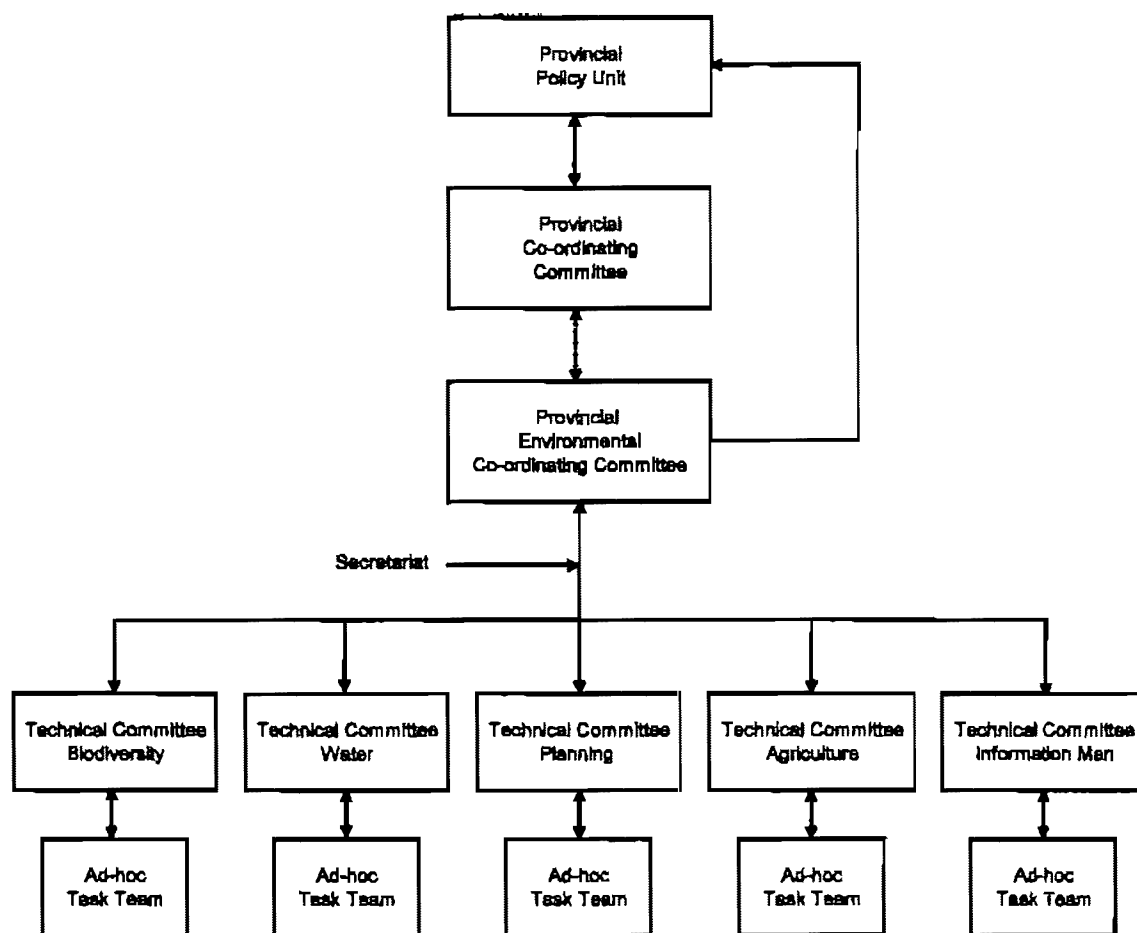 Provincial
Policy Unit
Provincial
Co-ordinating
Committee
Provincial
Environmental
Co-ordinating Committee
Secretariat
Technical Committee
Biodiversity
Technical Committee
Water
Technical Committee
Planning
Technical Committee
Agriculture
Technical Committee
Information Man
Ad-hoc
Task Team
Ad-hoc
Task Team
Ad-hoc
Task Team
Ad-hoc
Task Team
Ad-hoc
Task Team